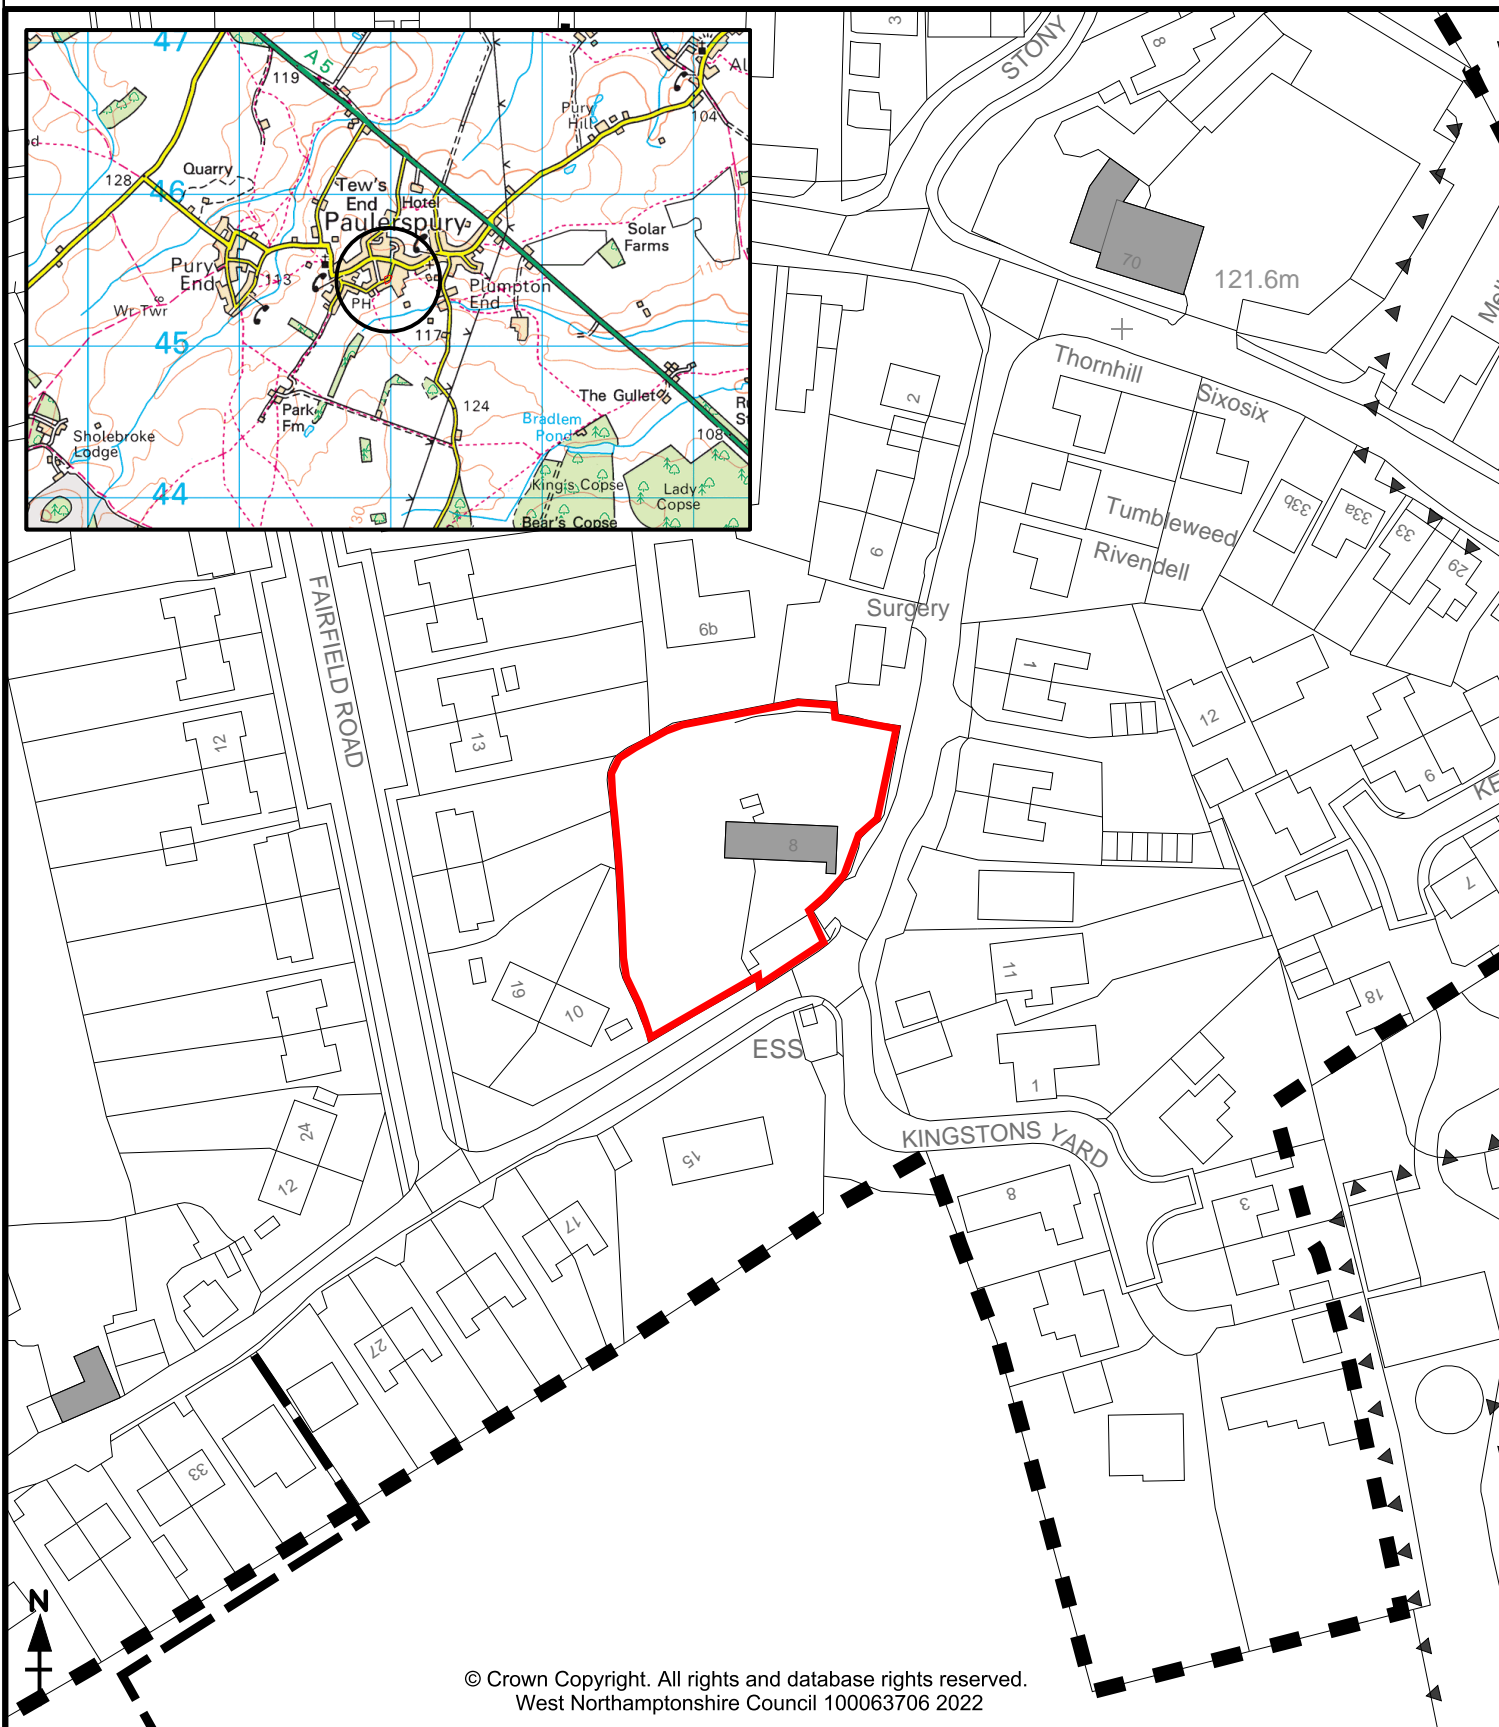 47
A5
119
Al
104
Pury
Hill
Quarry
128
46
Tew's
End
Hotel
Paulerspury
Solar
Farms
Pury
End
113
110
Wr Twr
PH
Plumpton
End
45
117
The Gullet
124
Park
Fm
Bradlem
Pond
108
Sholebroke
Lodge
44
30
King's Copse
Lady
Copse
Bear's Copse
3
STONY
8
70
121.6m
Thornhill
Sixosix
2
Tumbleweed
Rivendell
33b
33a
33
29
6
Surgery
6b
FAIRFIELD ROAD
1
12
12
13
9
KE
8
7
11
19
10
18
ESS
1
KINGSTONS YARD
24
12
15
8
3
17
27
33
N
© Crown Copyright. All rights and database rights reserved.
West Northamptonshire Council 100063706 2022